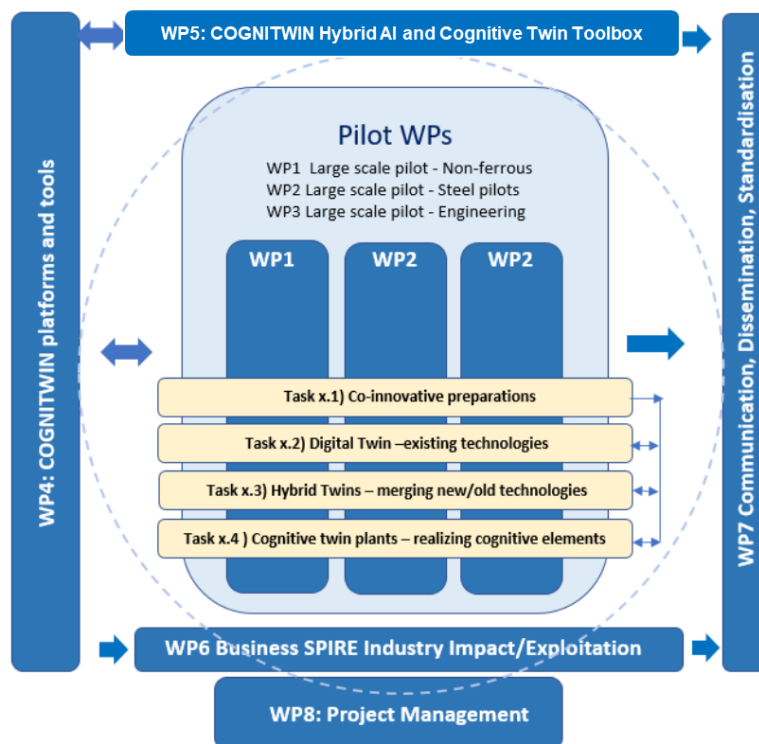 WP5: COGNITWIN Hybrid AI and Cognitive Twin Toolbox
WP4: COGNITWIN platforms and tools
Pilot WPs
WP1 Large scale pilot - Non-ferrous
WP2 Large scale pilot - Steel pilots
WP3 Large scale pilot - Engineering
WP1
WP2
WP2
Task x.1) Co-innovative preparations
Task x.2) Digital Twin –existing technologies
Task x.3) Hybrid Twins – merging new/old technologies
Task x.4 ) Cognitive twin plants – realizing cognitive elements
WP7 Communication, Dissemination, Standardisation
WP6 Business SPIRE Industry Impact/Exploitation
WP8: Project Management